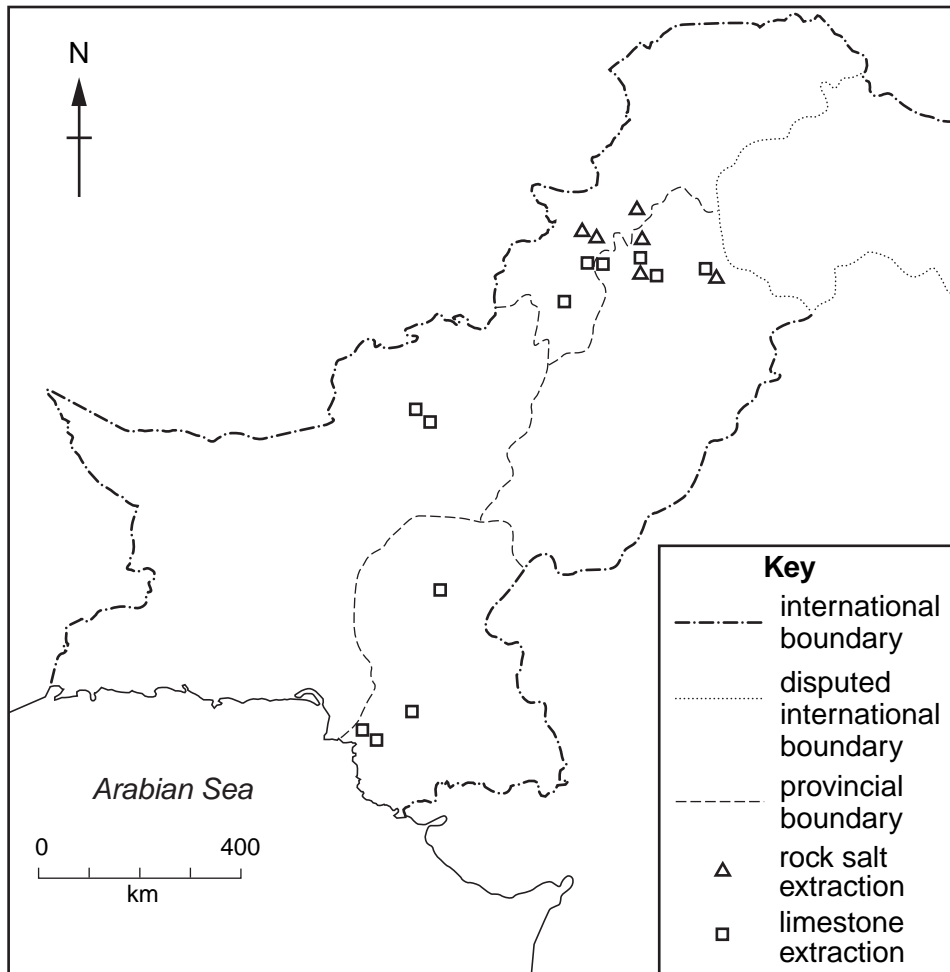 N
Arabian Sea
0 400
km
Key
international
boundary
disputed
international
boundary
provincial
boundary
rock salt
extraction
limestone
extraction